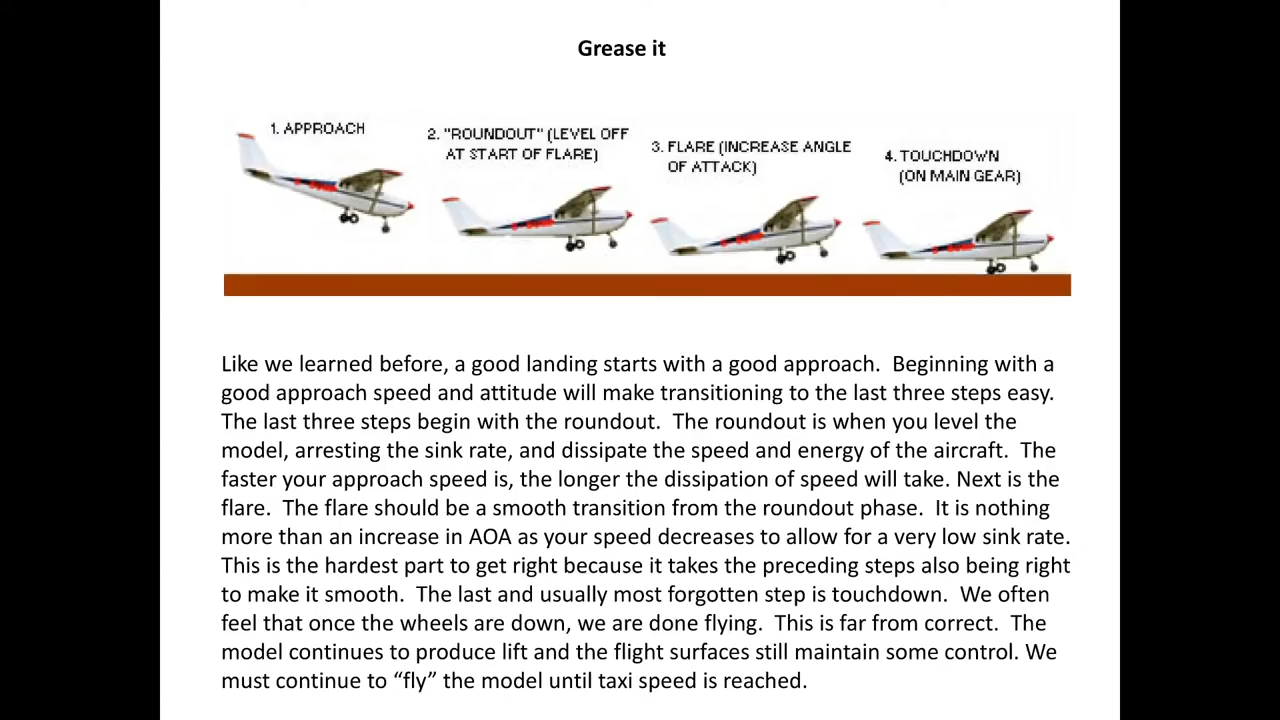 Grease it
1. APPROACH
2. "ROUNDOUT" (LEVEL OFF
AT START OF FLARE)
3. FLARE (INCREASE ANGLE
OF ATTACK)
4. TOUCHDOWN
(ON MAIN GEAR)
Like we learned before, a good landing starts with a good approach.  Beginning with a
good approach speed and attitude will make transitioning to the last three steps easy.
The last three steps begin with the roundout.  The roundout is when you level the
model, arresting the sink rate, and dissipate the speed and energy of the aircraft.  The
faster your approach speed is, the longer the dissipation of speed will take. Next is the
flare.  The flare should be a smooth transition from the roundout phase.  It is nothing
more than an increase in AOA as your speed decreases to allow for a very low sink rate.
This is the hardest part to get right because it takes the preceding steps also being right
to make it smooth.  The last and usually most forgotten step is touchdown.  We often
feel that once the wheels are down, we are done flying.  This is far from correct.  The
model continues to produce lift and the flight surfaces still maintain some control. We
must continue to “fly” the model until taxi speed is reached.